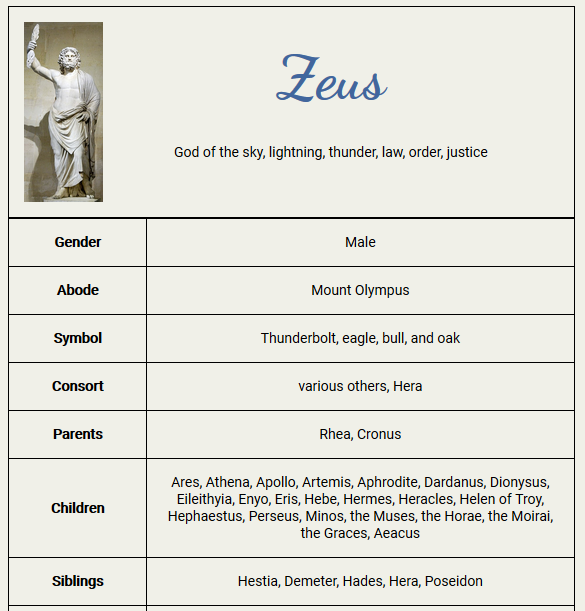 Zeus
God of the sky, lightning, thunder, law, order, justice
Gender Male
Abode Mount Olympus
Symbol Thunderbolt, eagle, bull, and oak
Consort various others, Hera
Parents Rhea, Cronus
Children Ares, Athena, Apollo, Artemis, Aphrodite, Dardanus, Dionysus,
Eileithyia, Enyo, Eris, Hebe, Hermes, Heracles, Helen of Troy,
Hephaestus, Perseus, Minos, the Muses, the Horae, the Moirai,
the Graces, Aeacus
Siblings Hestia, Demeter, Hades, Hera, Poseidon